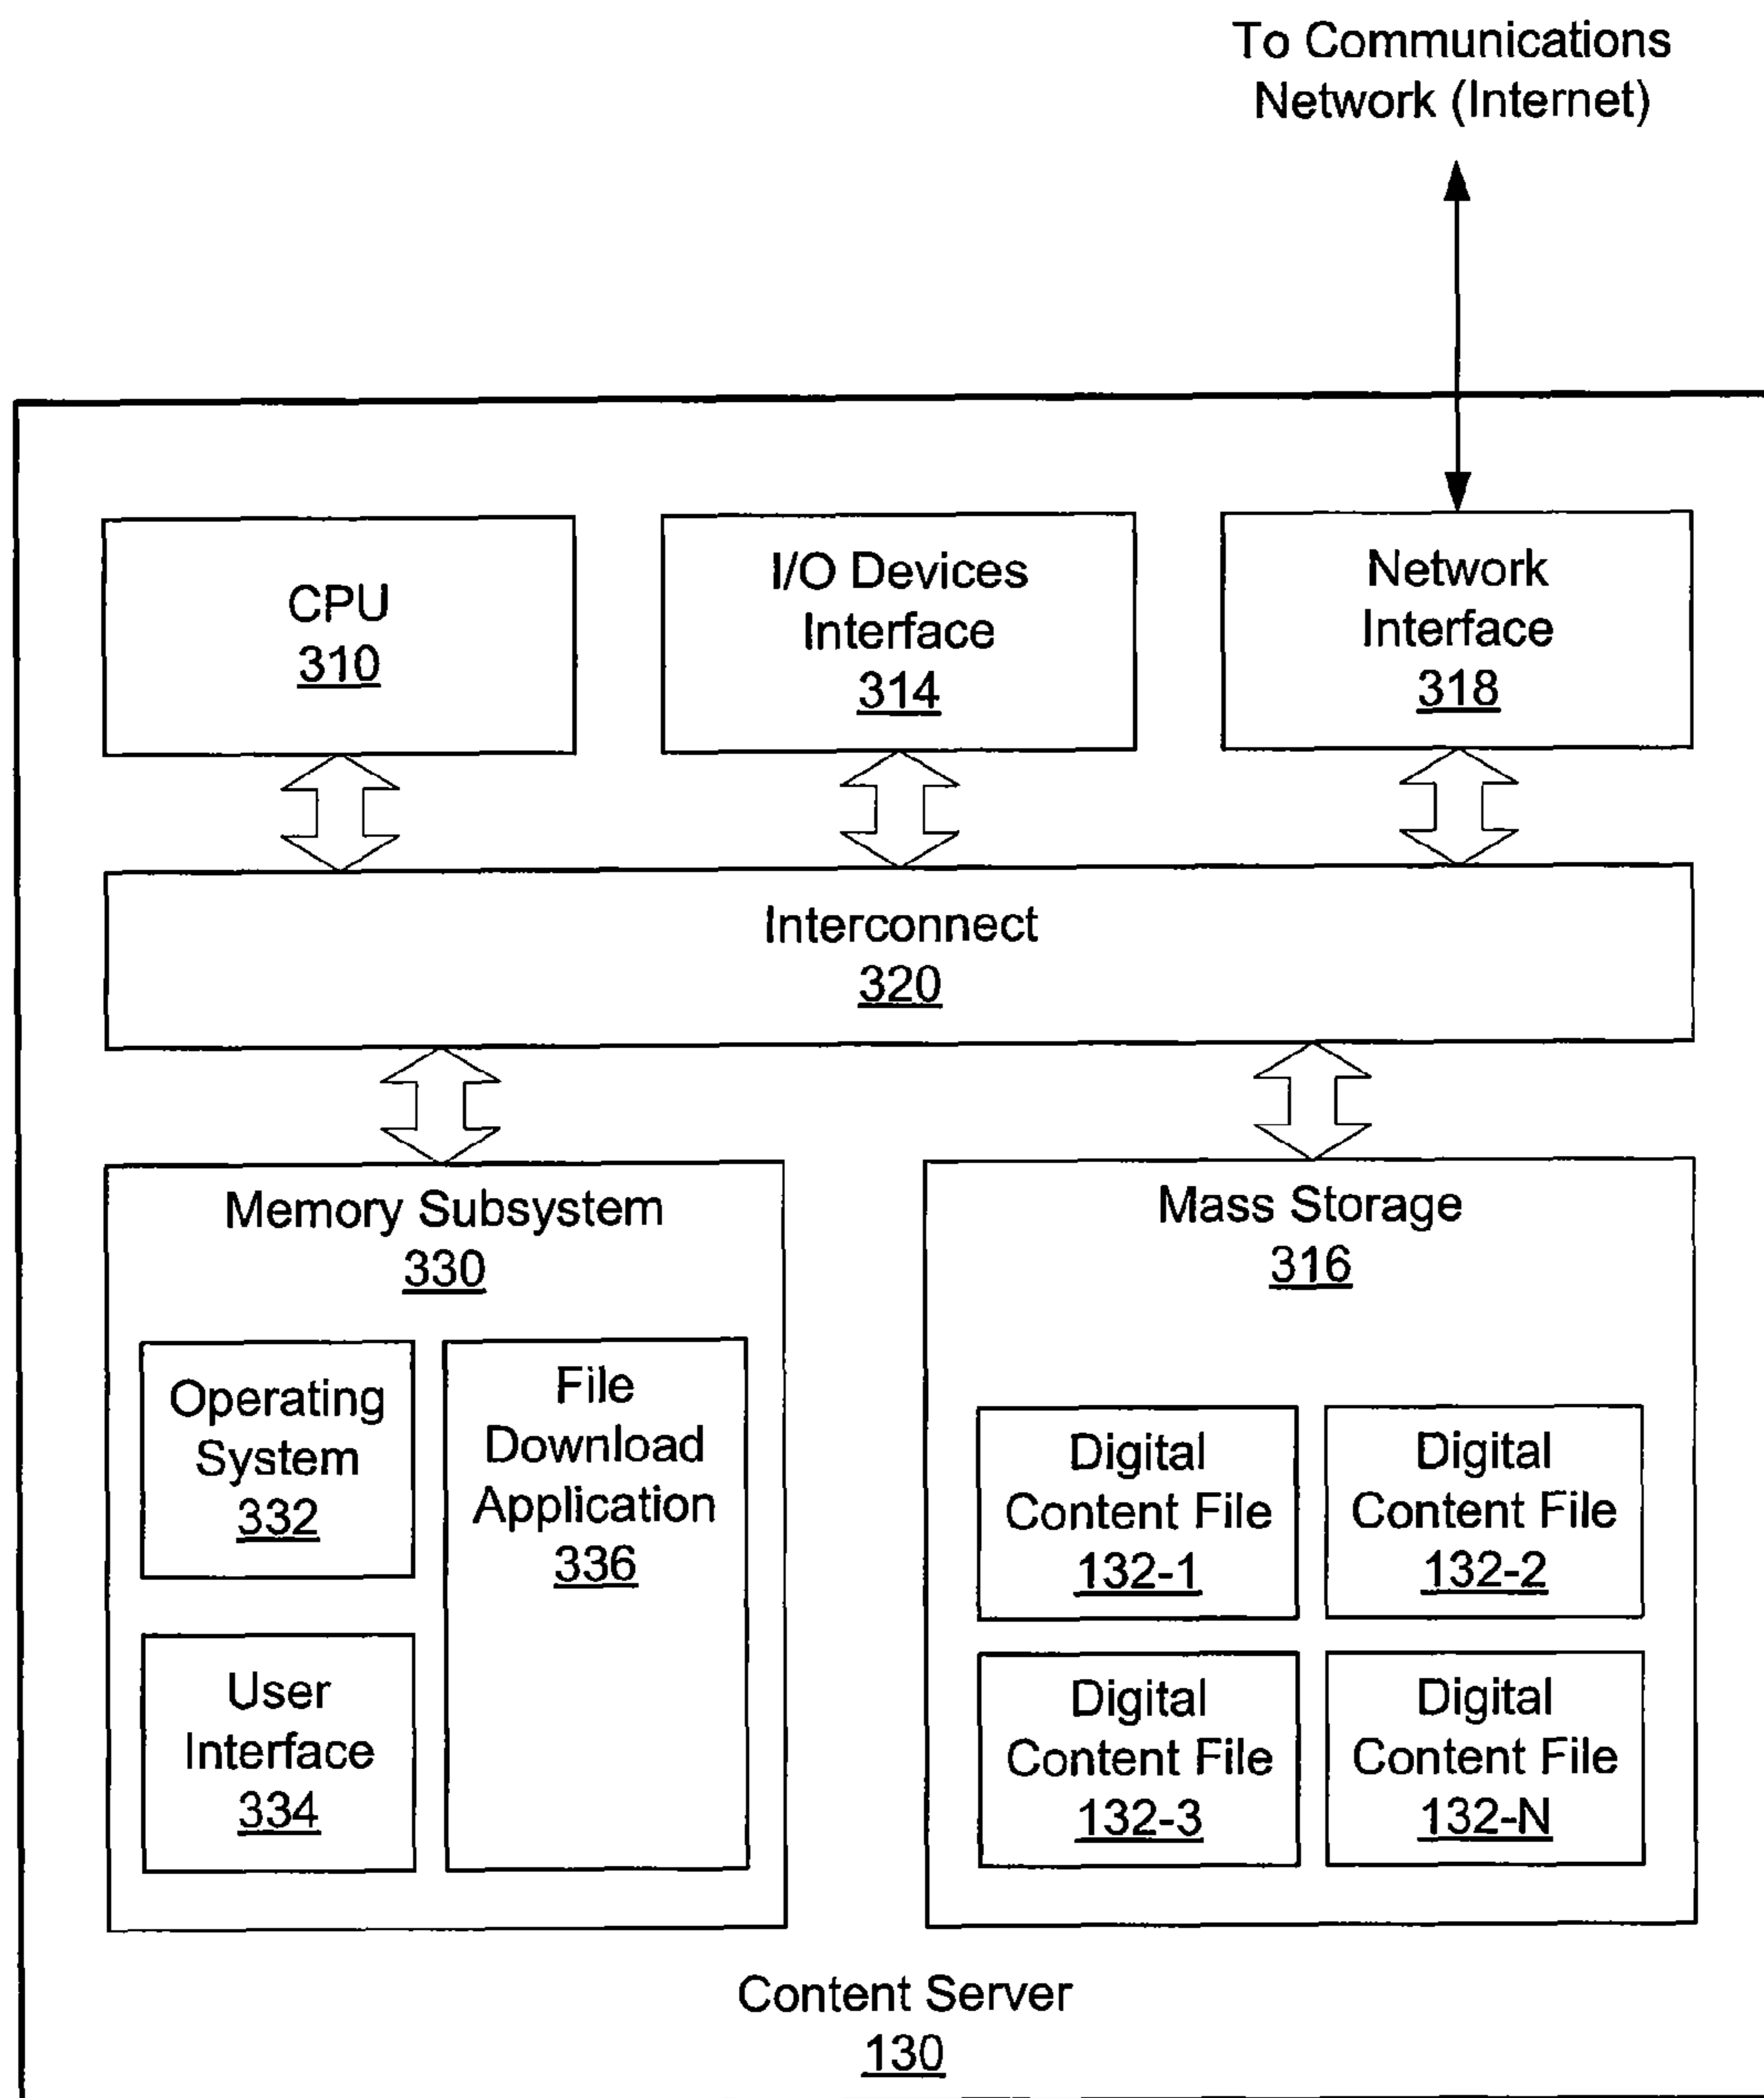 To Communications
Network (Internet)
CPU
310
I/O Devices
Interface
314
Network
Interface
318
Interconnect
320
Memory Subsystem
330
Operating
System
332
File
Download
Application
336
User
Interface
334
Mass Storage
316
Digital
Content File
132-1
Digital
Content File
132-2
Digital
Content File
132-3
Digital
Content File
132-N
Content Server
130